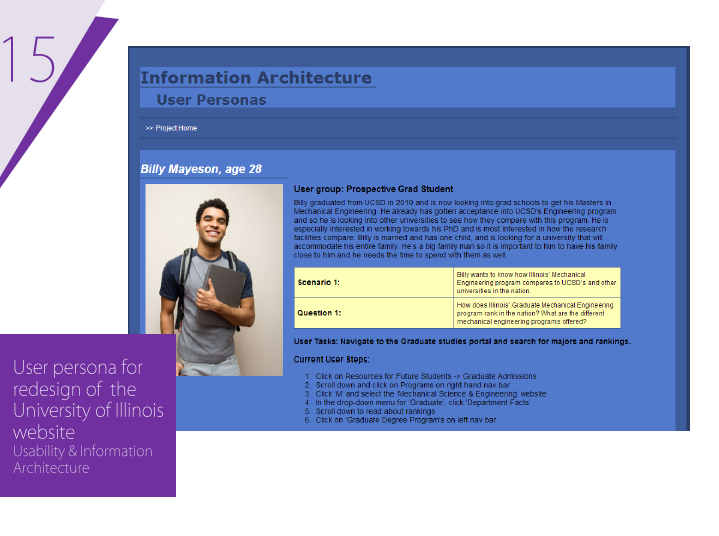 15
Information Architecture
User Personas
>> Project Home
Billy Mayeson, age 28
User group: Prospective Grad Student
Billy graduated from UCSD in 2010 and is now looking into grad schools to get his Masters in
Mechanical Engineering. He already has gotten acceptance into UCSD's Engineering program
and so he is looking into other universities to see how they compare with this program. He is
especially interested in working towards his PhD and is most interested in how the research
facilities compare. Billy is married and has one child, and is looking for a university that will
accommodate his entire family. He's a big family man so it is important to him to have his family
close to him and he needs the time to spend with them as well.
Scenario 1:
Billy wants to know how Illinois' Mechanical
Engineering program compares to UCSD's and other
universities in the nation.
Question 1:
How does Illinois' Graduate Mechanical Engineering
program rank in the nation? What are the different
mechanical engineering programs offered?
User Tasks: Navigate to the Graduate studies portal and search for majors and rankings.
Current User Steps:
1. Click on Resources for Future Students -> Graduate Admissions
2. Scroll down and click on Programs on right hand nav bar
3. Click 'M' and select the 'Mechanical Science & Engineering' website
4. In the drop-down menu for 'Graduate', click 'Department Facts'
5. Scroll down to read about rankings
6. Click on 'Graduate Degree Program's on left nav bar
User persona for
redesign of the
University of Illinois
website
Usability & Information
Architecture